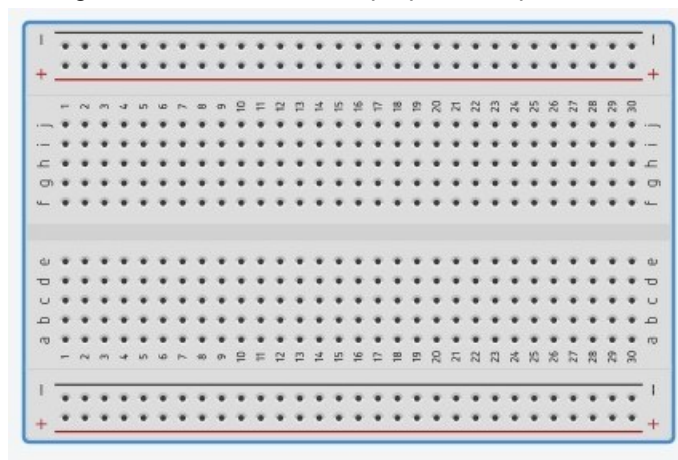 − −
+ +
1 2 3 4 5 6 7 8 9 10 11 12 13 14 15 16 17 18 19 20 21 22 23 24 25 26 27 28 29 30
j j
i i
h h
g g
f f
e e
d d
c c
b b
a a
1 2 3 4 5 6 7 8 9 10 11 12 13 14 15 16 17 18 19 20 21 22 23 24 25 26 27 28 29 30
− −
+ +